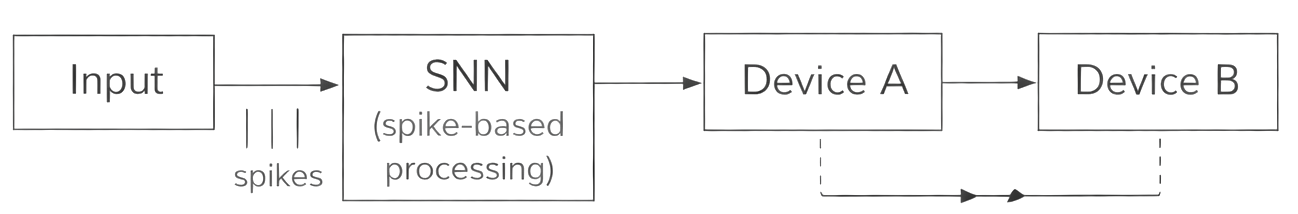 Input
SNN
(spike-based
processing)
spikes
Device A
Device B